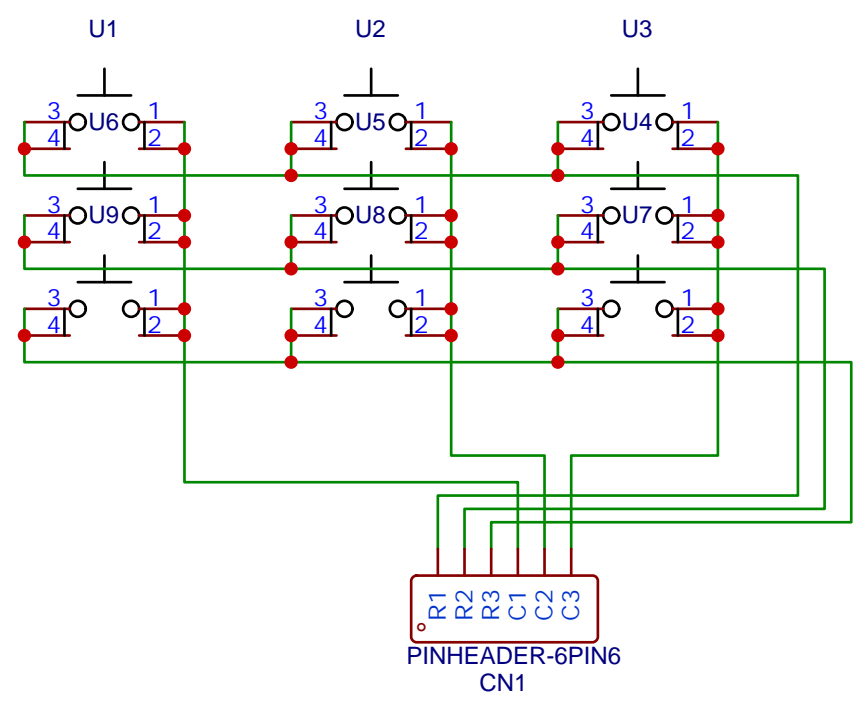 U1 U2 U3
3 U6 1 3 U5 1 3 U4 1
4 2 4 2 4 2
3 U9 1 3 U8 1 3 U7 1
4 2 4 2 4 2
3 1 3 1 3 1
4 2 4 2 4 2
R1 R2 R3 C1 C2 C3
PINHEADER-6PIN6
CN1